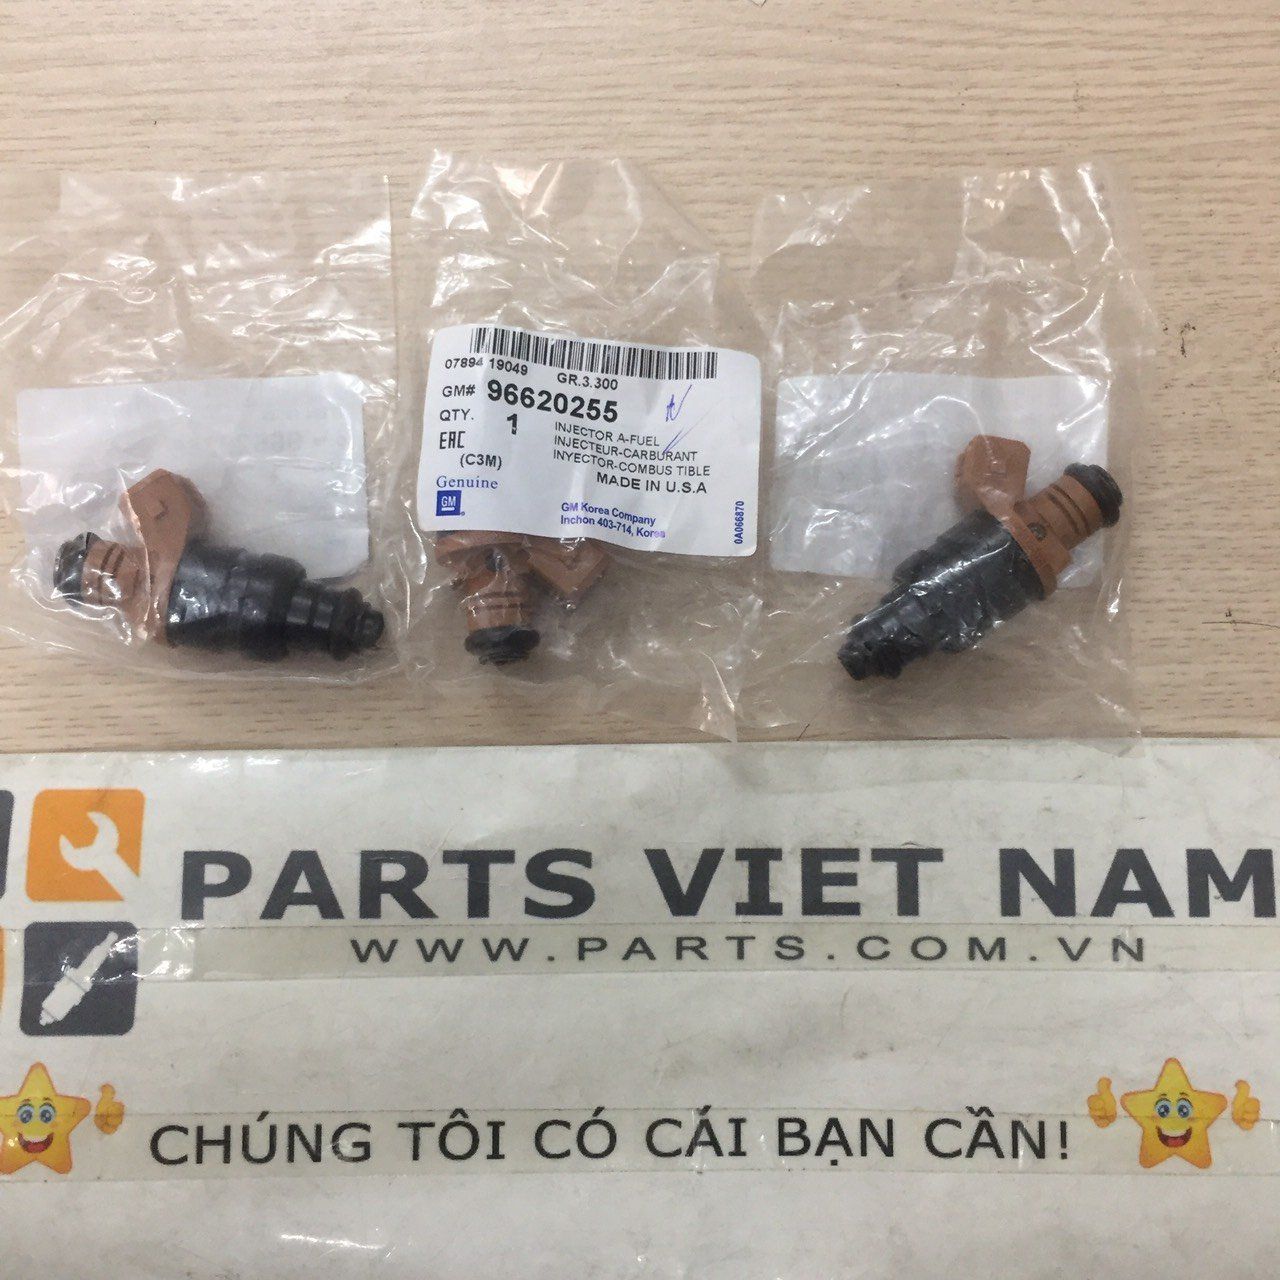 07894 19049
GR.3.300
GM# 96620255
QTY. 1
INJECTOR A-FUEL
INJECTEUR-CARBURANT
INYECTOR-COMBUS TIBLE
EAC
(C3M)
MADE IN U.S.A
Genuine
GM
GM Korea Company
Inchon 403-714, Korea
0A066870
PARTS VIET NAM
WWW.PARTS.COM.VN
CHÚNG TÔI CÓ CÁI BẠN CẦN!